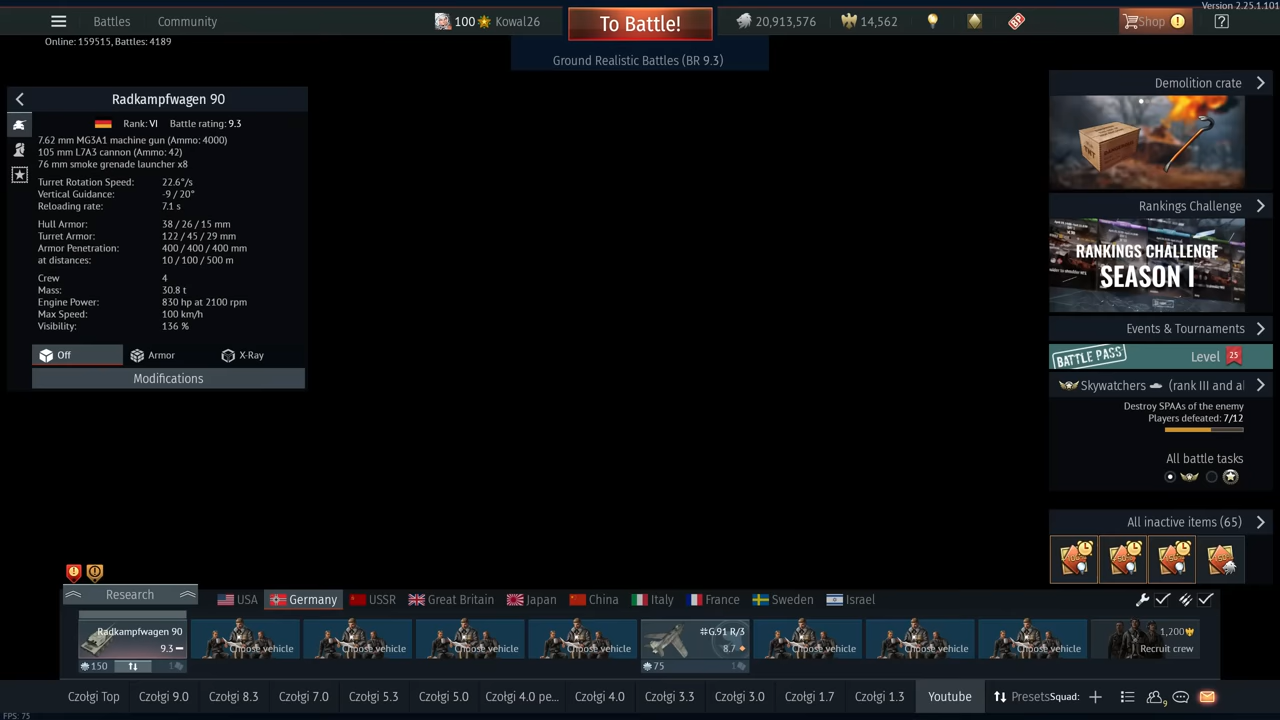 Version 2.25.1.101
Battles
Community
100
Kowal26
To Battle!
20,913,576
14,562
BP
Shop
Online: 159515, Battles: 4189
Ground Realistic Battles (BR 9.3)
Radkampfwagen 90
Rank: VI
Battle rating: 9.3
7.62 mm MG3A1 machine gun (Ammo: 4000)
105 mm L7A3 cannon (Ammo: 42)
76 mm smoke grenade launcher x8
Turret Rotation Speed: 22.6°/s
Vertical Guidance: -9 / 20°
Reloading rate: 7.1 s
Hull Armor: 38 / 26 / 15 mm
Turret Armor: 122 / 45 / 29 mm
Armor Penetration: 400 / 400 / 400 mm
at distances: 10 / 100 / 500 m
Crew 4
Mass: 30.8 t
Engine Power: 830 hp at 2100 rpm
Max Speed: 100 km/h
Visibility: 136 %
Off
Armor
X-Ray
Modifications
Demolition crate
TNT
Rankings Challenge
RANKINGS CHALLENGE
SEASON I
Events & Tournaments
BATTLE PASS
Level 25
Skywatchers (rank III and al
Destroy SPAAs of the enemy
Players defeated: 7/12
All battle tasks
All inactive items (65)
Research
USA
Germany
USSR
Great Britain
Japan
China
Italy
France
Sweden
Israel
Radkampfwagen 90
9.3
150
Choose vehicle
Choose vehicle
Choose vehicle
Choose vehicle
G.91 R/3
8.7
75
Choose vehicle
Choose vehicle
Choose vehicle
1,200
Recruit crew
Czołgi Top
Czołgi 9.0
Czołgi 8.3
Czołgi 7.0
Czołgi 5.3
Czołgi 5.0
Czołgi 4.0 pe...
Czołgi 4.0
Czołgi 3.3
Czołgi 3.0
Czołgi 1.7
Czołgi 1.3
Youtube
Presets
Squad:
9
FPS: 75